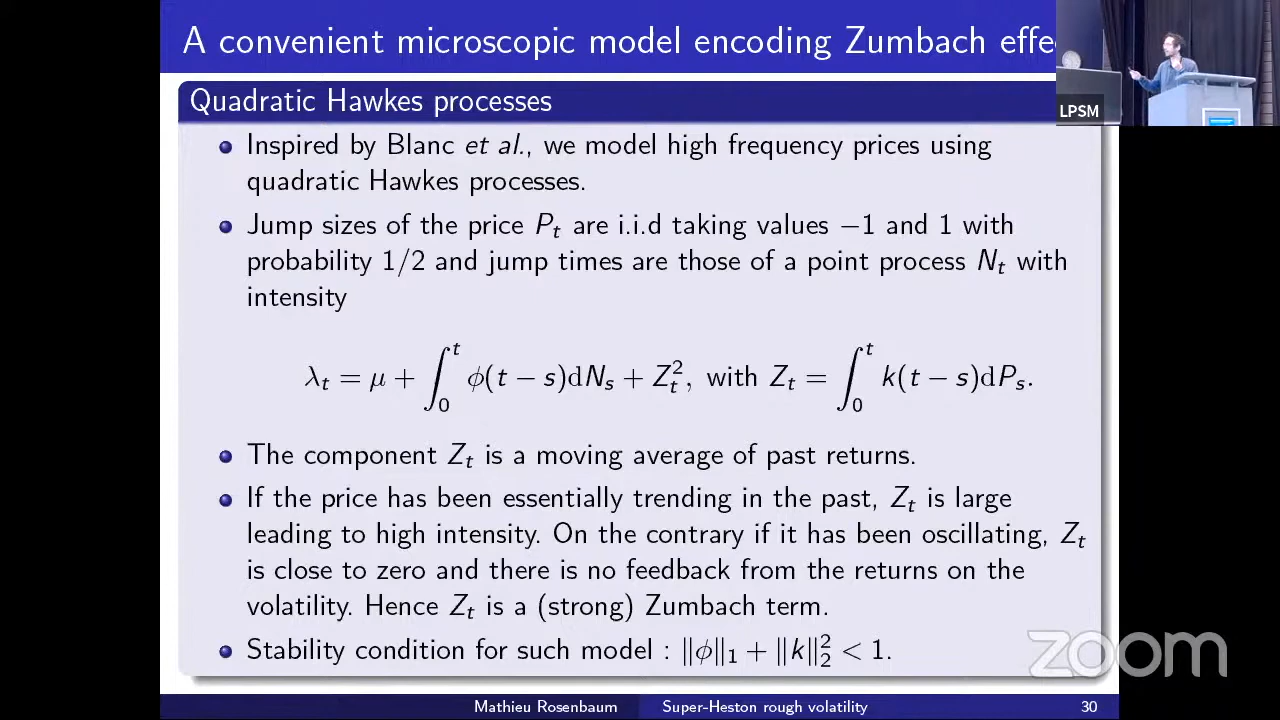 A convenient microscopic model encoding Zumbach effe
LPSM
Quadratic Hawkes processes
Inspired by Blanc et al., we model high frequency prices using
quadratic Hawkes processes.
Jump sizes of the price P_t are i.i.d taking values −1 and 1 with
probability 1/2 and jump times are those of a point process N_t with
intensity
λ_t = μ + ∫_0^t ϕ(t − s)dN_s + Z_t^2, with Z_t = ∫_0^t k(t − s)dP_s.
The component Z_t is a moving average of past returns.
If the price has been essentially trending in the past, Z_t is large
leading to high intensity. On the contrary if it has been oscillating, Z_t
is close to zero and there is no feedback from the returns on the
volatility. Hence Z_t is a (strong) Zumbach term.
Stability condition for such model : ‖ϕ‖_1 + ‖k‖_2^2 < 1.
zoom
Mathieu Rosenbaum Super-Heston rough volatility 30